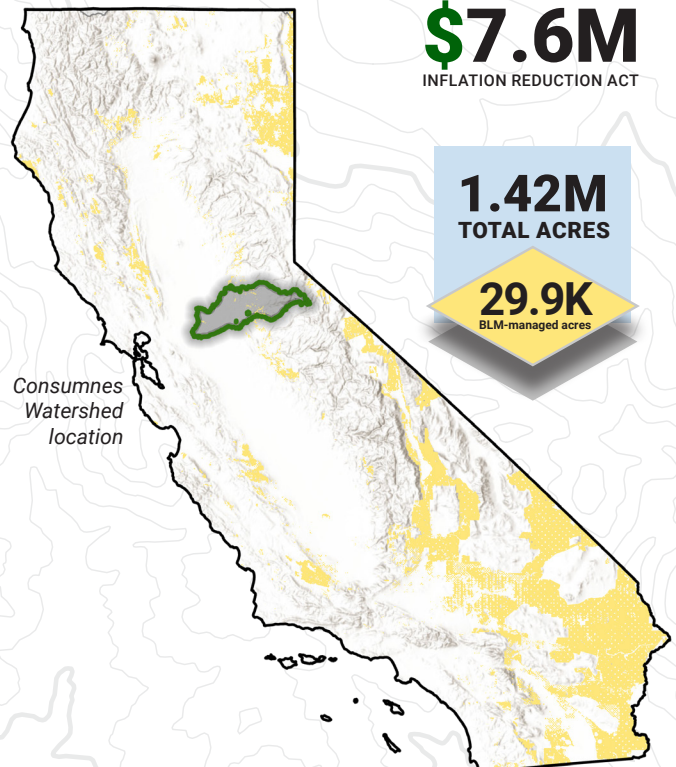 $7.6M
INFLATION REDUCTION ACT
1.42M
TOTAL ACRES
29.9K
BLM-managed acres
Consumnes
Watershed
location